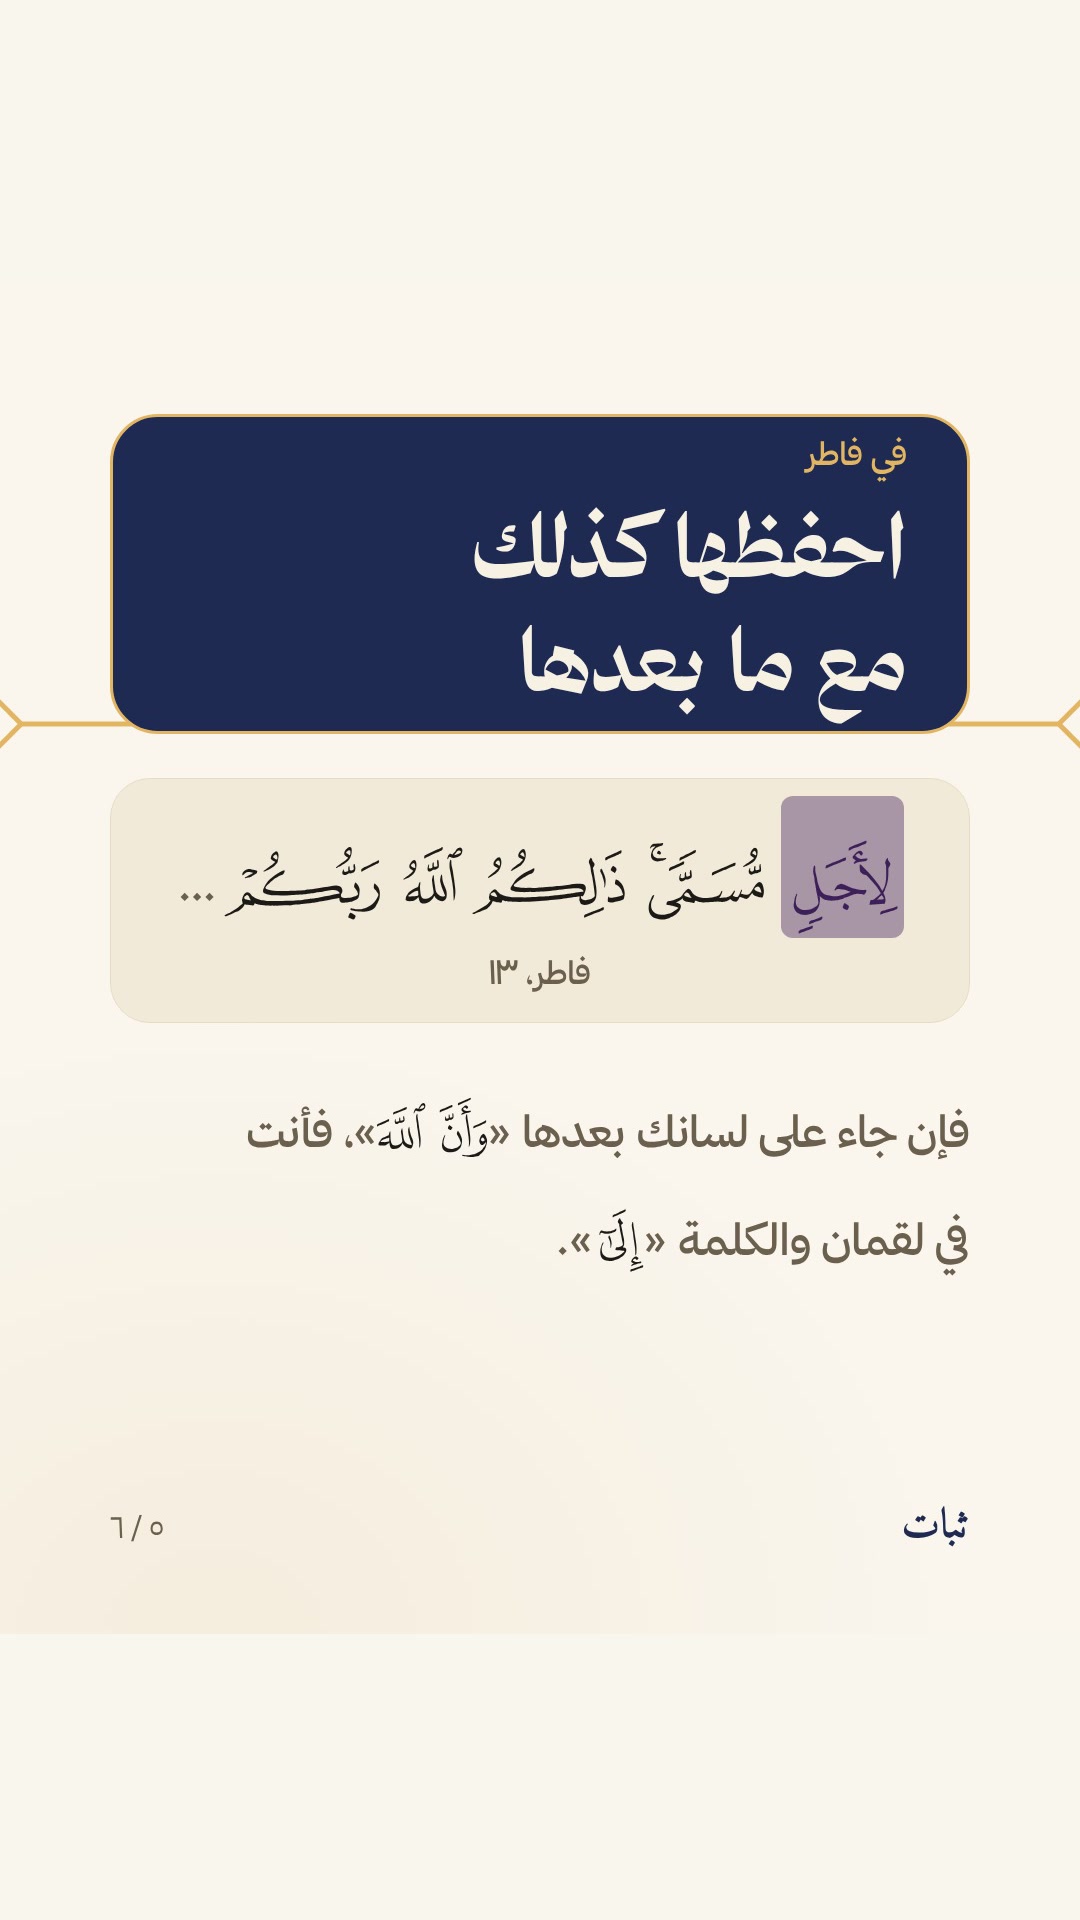 في فاطر
احفظها كذلك
مع ما بعدها
لِأَجَلٍ مُّسَمًّىۚ ذَٰلِكُمُ ٱللَّهُ رَبُّكُمْ ...
فاطر، ١٣
فإن جاء على لسانك بعدها «وَأَنَّ ٱللَّهَ»، فأنت
في لقمان والكلمة «إِلَىٰٓ».
ثبات
٥ / ٦